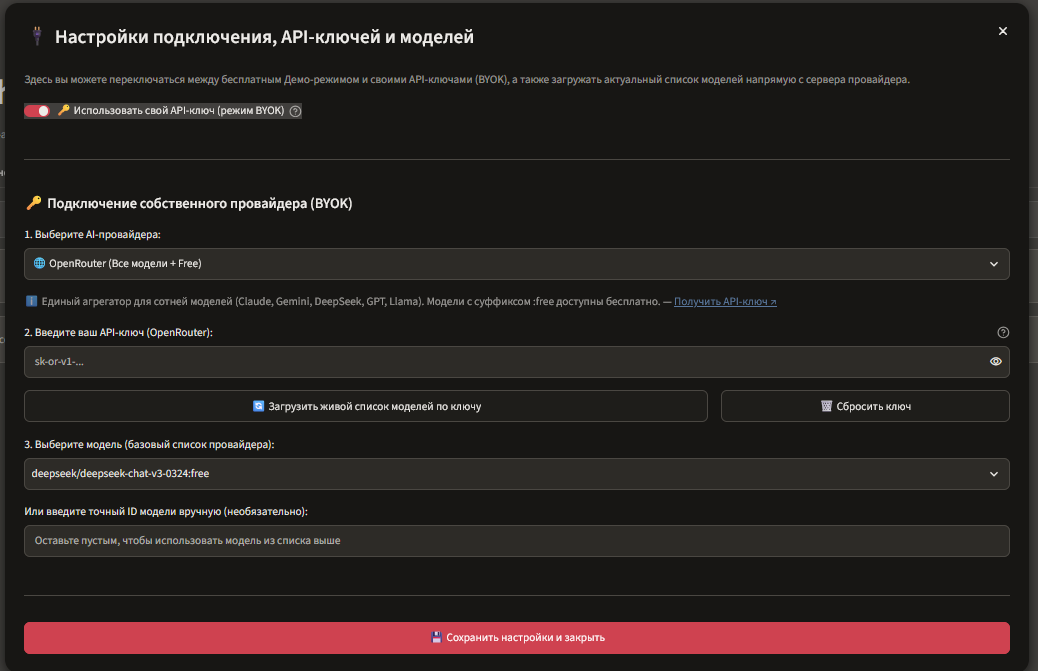 Настройки подключения, API-ключей и моделей
Здесь вы можете переключаться между бесплатным Демо-режимом и своими API-ключами (BYOK), а также загружать актуальный список моделей напрямую с сервера провайдера.
Использовать свой API-ключ (режим BYOK)
Подключение собственного провайдера (BYOK)
1. Выберите AI-провайдера:
OpenRouter (Все модели + Free)
Единый агрегатор для сотней моделей (Claude, Gemini, DeepSeek, GPT, Llama). Модели с суффиксом :free доступны бесплатно. — Получить API-ключ ↗
2. Введите ваш API-ключ (OpenRouter):
sk-or-v1-...
Загрузить живой список моделей по ключу
Сбросить ключ
3. Выберите модель (базовый список провайдера):
deepseek/deepseek-chat-v3-0324:free
Или введите точный ID модели вручную (необязательно):
Оставьте пустым, чтобы использовать модель из списка выше
Сохранить настройки и закрыть